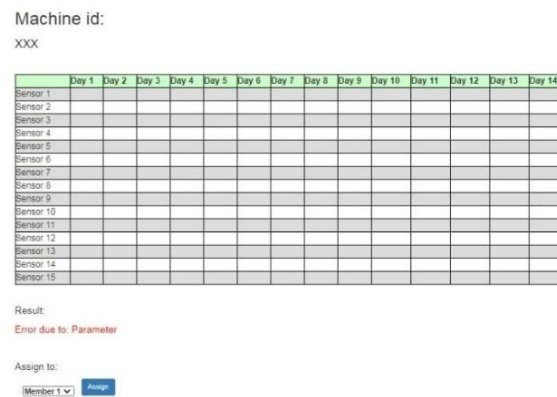 Machine id:
XXX
Day 1 Day 2 Day 3 Day 4 Day 5 Day 6 Day 7 Day 8 Day 9 Day 10 Day 11 Day 12 Day 13 Day 14
Sensor 1
Sensor 2
Sensor 3
Sensor 4
Sensor 5
Sensor 6
Sensor 7
Sensor 8
Sensor 9
Sensor 10
Sensor 11
Sensor 12
Sensor 13
Sensor 14
Sensor 15
Result:
Error due to: Parameter
Assign to:
Member 1 Assign